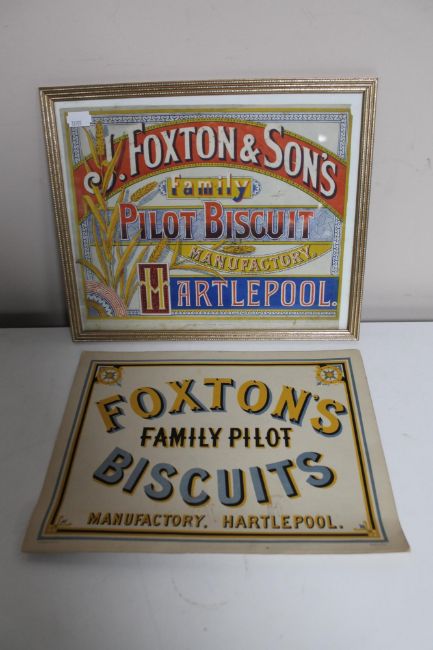 J. FOXTON & SON'S
Family
PILOT BISCUIT
MANUFACTORY.
HARTLEPOOL.
FOXTON'S
FAMILY PILOT
BISCUITS
MANUFACTORY. HARTLEPOOL.